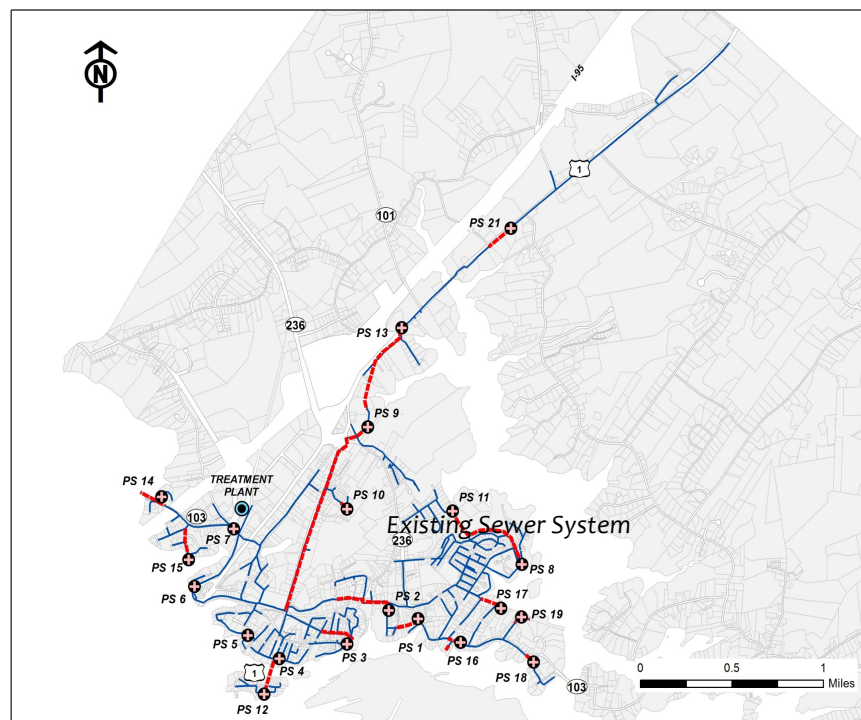 N
I-95
1
PS 21
101
PS 13
236
PS 9
PS 14
TREATMENT
PLANT
PS 10
PS 11
103
Existing Sewer System
PS 7
236
PS 15
PS 8
PS 6
PS 2
PS 17
PS 19
PS 1
PS 5
PS 3
PS 16
PS 4
PS 18
1
103
PS 12
0 0.5 1
Miles